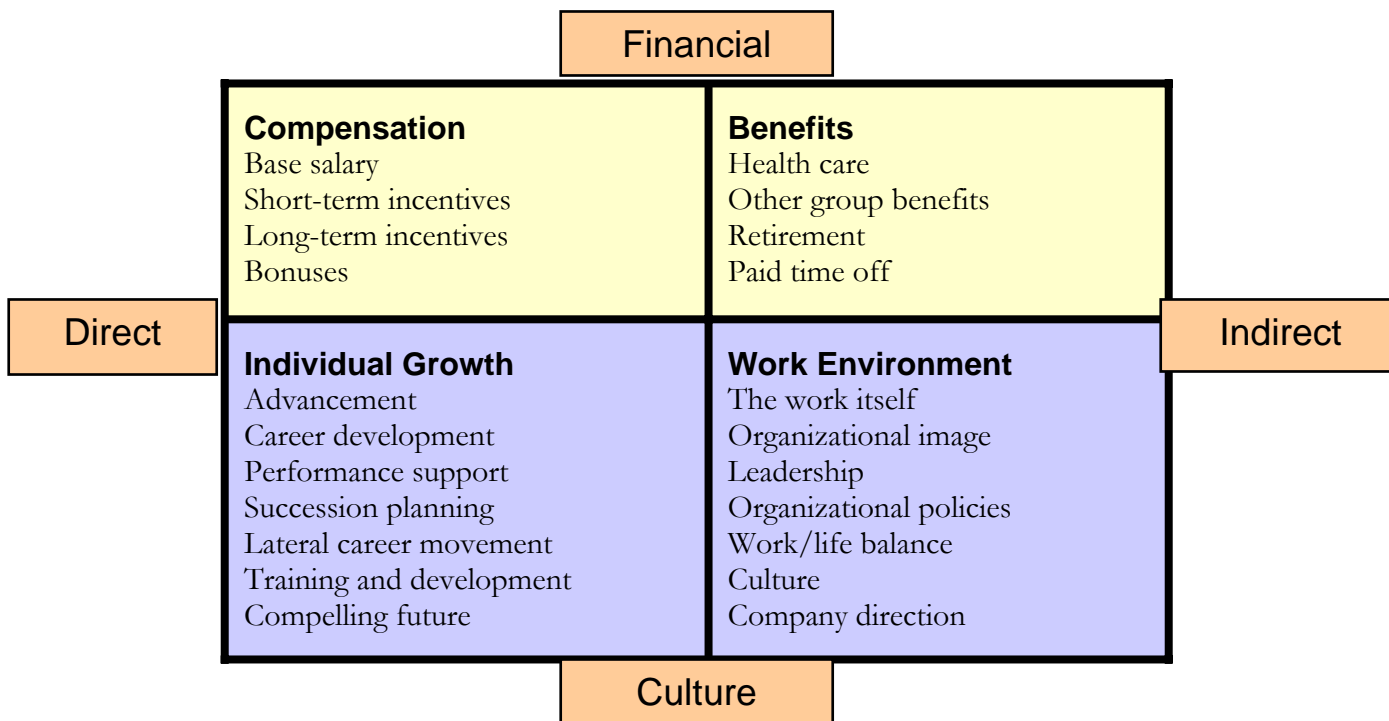 Financial
Compensation
Base salary
Short-term incentives
Long-term incentives
Bonuses
Benefits
Health care
Other group benefits
Retirement
Paid time off
Direct
Indirect
Individual Growth
Advancement
Career development
Performance support
Succession planning
Lateral career movement
Training and development
Compelling future
Work Environment
The work itself
Organizational image
Leadership
Organizational policies
Work/life balance
Culture
Company direction
Culture